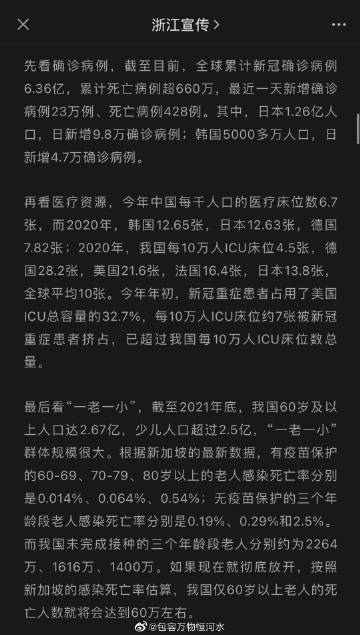 浙江宣传
先看确诊病例，截至目前，全球累计新冠确诊病例
6.36亿，累计死亡病例超660万，最近一天新增确诊
病例23万例、死亡病例428例。其中，日本1.26亿人
口，日新增9.8万确诊病例；韩国5000多万人口，日
新增4.7万确诊病例。
再看医疗资源，今年中国每千人口的医疗床位数6.7
张，而2020年，韩国12.65张，日本12.63张，德国
7.82张；2020年，我国每10万人ICU床位4.5张，德
国28.2张，美国21.6张，法国16.4张，日本13.8张，
全球平均10张。今年年初，新冠重症患者占用了美国
ICU总容量的32.7%，每10万人ICU床位约7张被新冠
重症患者挤占，已超过我国每10万人ICU床位数总
量。
最后看“一老一小”，截至2021年底，我国60岁及以
上人口达2.67亿，少儿人口超过2.5亿，“一老一小”
群体规模很大。根据新加坡的最新数据，有疫苗保护
的60-69、70-79、80岁以上的老人感染死亡率分别
是0.014%、0.064%、0.54%；无疫苗保护的三个年
龄段老人感染死亡率分别是0.19%、0.29%和2.5%。
而我国未完成接种的三个年龄段老人分别约为2264
万、1616万、1400万。如果现在就彻底放开，按照
新加坡的感染死亡率估算，我国仅60岁以上老人的死
亡人数就将会达到60万左右。
@包容万物恒河水